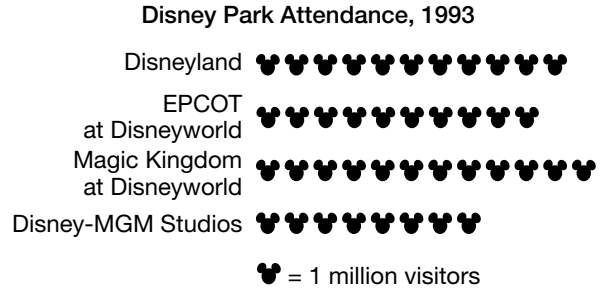 Disney Park Attendance, 1993
Disneyland
EPCOT
at Disneyworld
Magic Kingdom
at Disneyworld
Disney-MGM Studios
= 1 million visitors